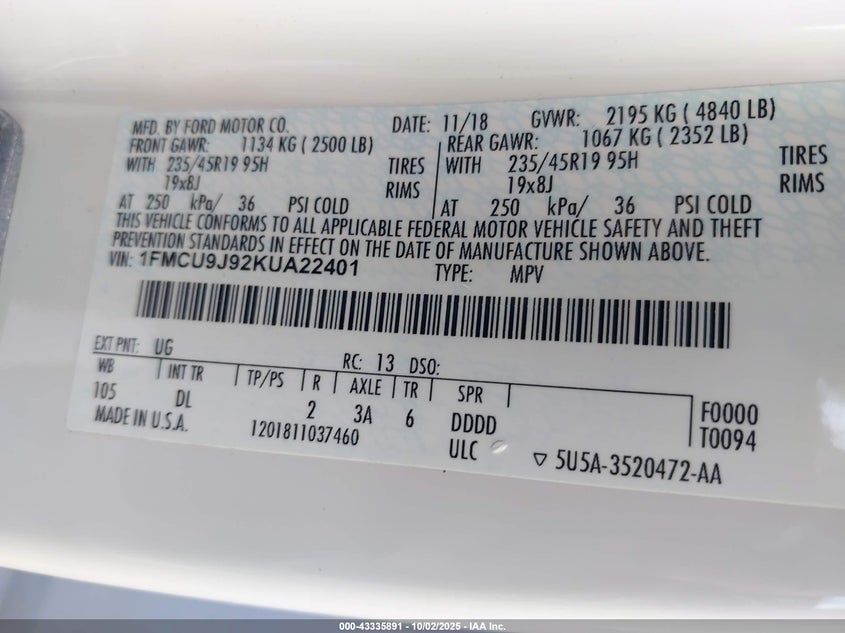 MFD. BY FORD MOTOR CO. DATE: 11/18 GVWR: 2195 KG ( 4840 LB)
FRONT GAWR: 1134 KG ( 2500 LB) REAR GAWR: 1067 KG ( 2352 LB)
WITH 235/45R19 95H TIRES WITH 235/45R19 95H TIRES
19x8J RIMS 19x8J RIMS
AT 250 kPa/ 36 PSI COLD AT 250 kPa/ 36 PSI COLD
THIS VEHICLE CONFORMS TO ALL APPLICABLE FEDERAL MOTOR VEHICLE SAFETY AND THEFT
PREVENTION STANDARDS IN EFFECT ON THE DATE OF MANUFACTURE SHOWN ABOVE.
VIN: 1FMCU9J92KUA22401 TYPE: MPV
EXT PNT: UG RC: 13 DSO:
WB INT TR TP/PS R AXLE TR SPR
105 DL 2 3A 6 DDDD F0000
MADE IN U.S.A. 1201811037460 ULC T0094
▽ 5U5A-3520472-AA
000-43335891 - 10/02/2025 - IAA Inc.